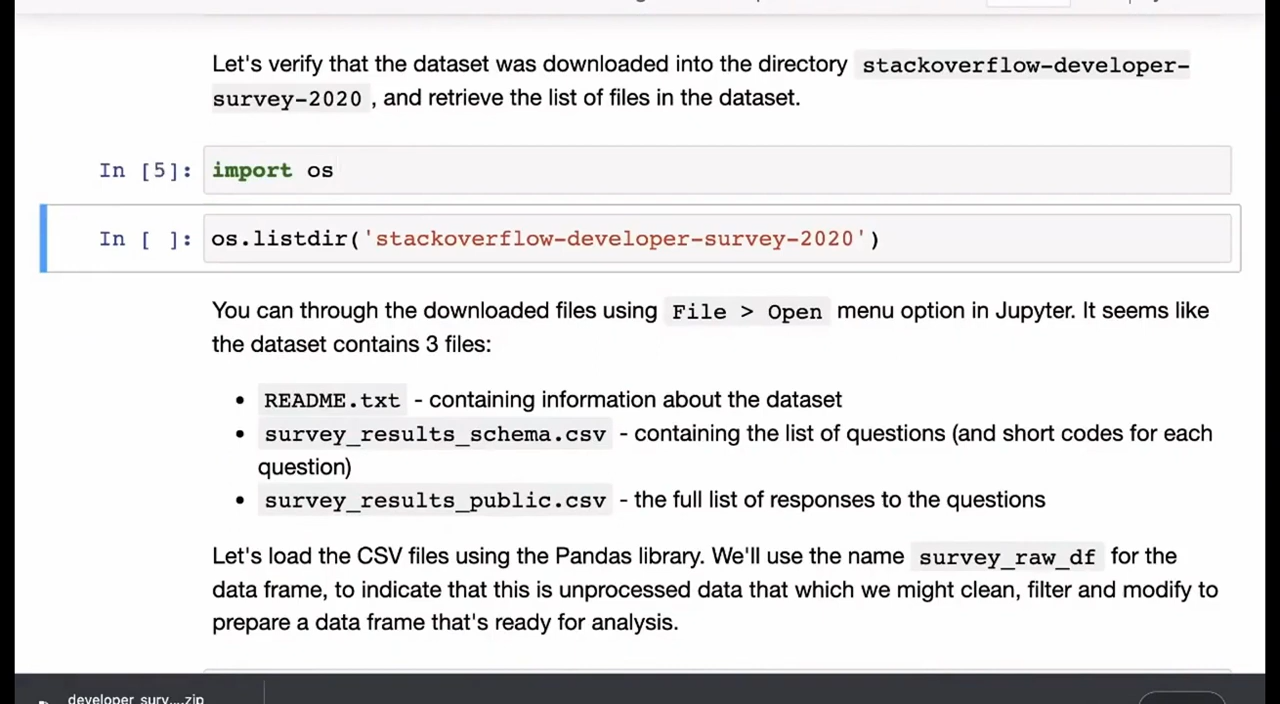 Let's verify that the dataset was downloaded into the directory stackoverflow-developer-
survey-2020 , and retrieve the list of files in the dataset.
In [5]: import os
In [ ]: os.listdir('stackoverflow-developer-survey-2020')
You can through the downloaded files using File > Open menu option in Jupyter. It seems like
the dataset contains 3 files:
• README.txt - containing information about the dataset
• survey_results_schema.csv - containing the list of questions (and short codes for each
question)
• survey_results_public.csv - the full list of responses to the questions
Let's load the CSV files using the Pandas library. We'll use the name survey_raw_df for the
data frame, to indicate that this is unprocessed data that which we might clean, filter and modify to
prepare a data frame that's ready for analysis.
developer_surv....zip